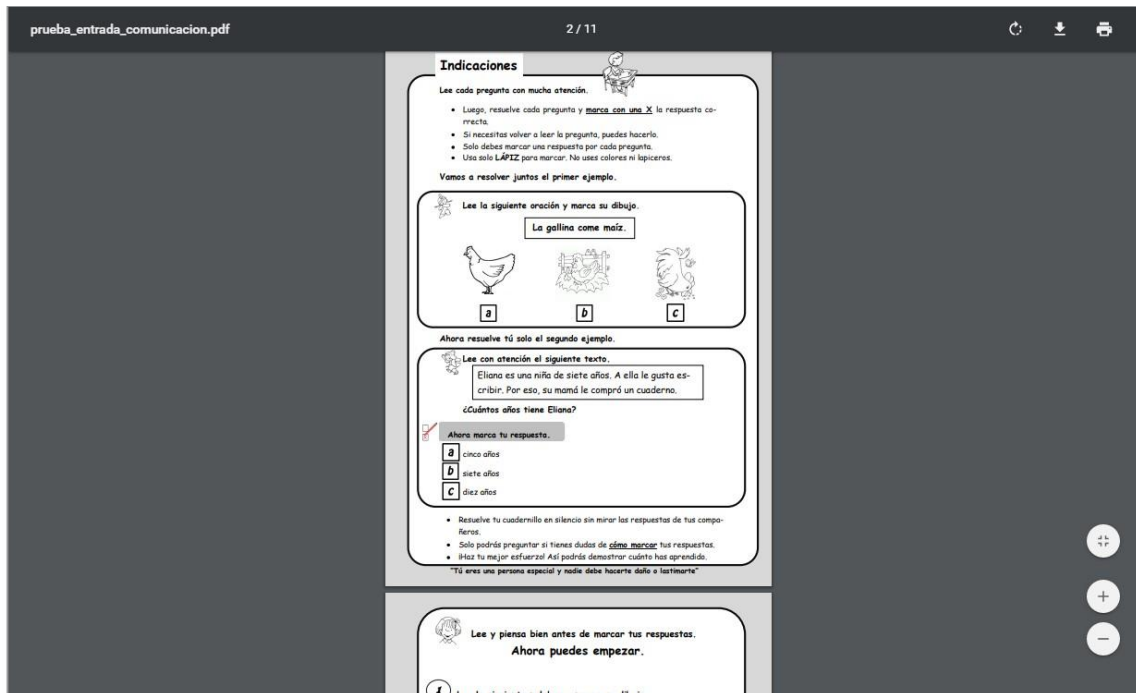 prueba_entrada_comunicacion.pdf
2 / 11
Indicaciones
Lee cada pregunta con mucha atención.
• Luego, resuelve cada pregunta y marca con una X la respuesta co-
rrecta.
• Si necesitas volver a leer la pregunta, puedes hacerlo.
• Solo debes marcar una respuesta por cada pregunta.
• Usa solo LÁPIZ para marcar. No uses colores ni lapiceros.
Vamos a resolver juntos el primer ejemplo.
Lee la siguiente oración y marca su dibujo.
La gallina come maíz.
a b c
Ahora resuelve tú solo el segundo ejemplo.
Lee con atención el siguiente texto.
Eliana es una niña de siete años. A ella le gusta es-
cribir. Por eso, su mamá le compró un cuaderno.
¿Cuántos años tiene Eliana?
Ahora marca tu respuesta.
a cinco años
b siete años
c diez años
• Resuelve tu cuadernillo en silencio sin mirar las respuestas de tus compa-
ñeros.
• Solo podrás preguntar si tienes dudas de cómo marcar tus respuestas.
• ¡Haz tu mejor esfuerzo! Así podrás demostrar cuánto has aprendido.
"Tú eres una persona especial y nadie debe hacerte daño o lastimarte"
Lee y piensa bien antes de marcar tus respuestas.
Ahora puedes empezar.
1